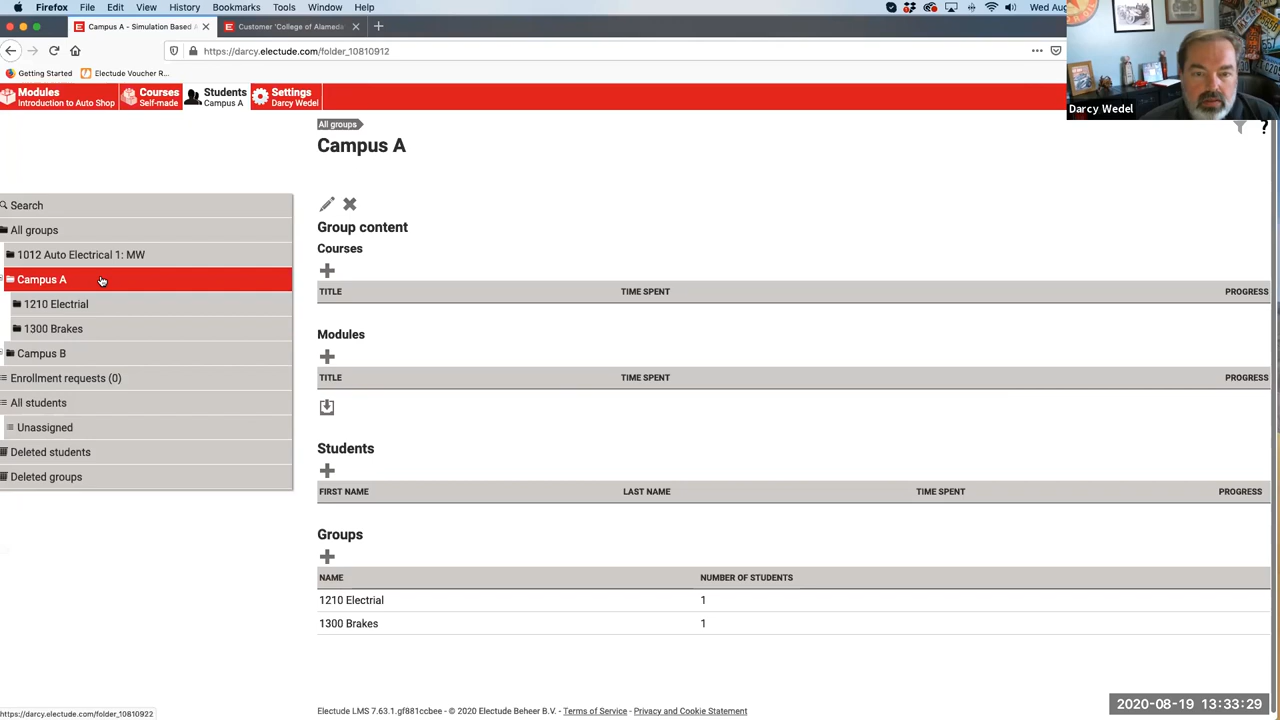 Firefox File Edit View History Bookmarks Tools Window Help Wed Aug
Campus A - Simulation Based A
Customer 'College of Alameda
https://darcy.electude.com/folder_10810912
Getting Started Electude Voucher R...
Modules
Introduction to Auto Shop
Courses
Self-made
Students
Campus A
Settings
Darcy Wedel
Darcy Wedel
All groups
?
Campus A
Search
All groups
1012 Auto Electrical 1: MW
Campus A
1210 Electrial
1300 Brakes
Campus B
Enrollment requests (0)
All students
Unassigned
Deleted students
Deleted groups
Group content
Courses
TITLE TIME SPENT PROGRESS
Modules
TITLE TIME SPENT PROGRESS
Students
FIRST NAME LAST NAME TIME SPENT PROGRESS
Groups
NAME NUMBER OF STUDENTS
1210 Electrial 1
1300 Brakes 1
Electude LMS 7.63.1.gf881ccbee - © 2020 Electude Beheer B.V. - Terms of Service - Privacy and Cookie Statement
https://darcy.electude.com/folder_10810922
2020-08-19 13:33:29